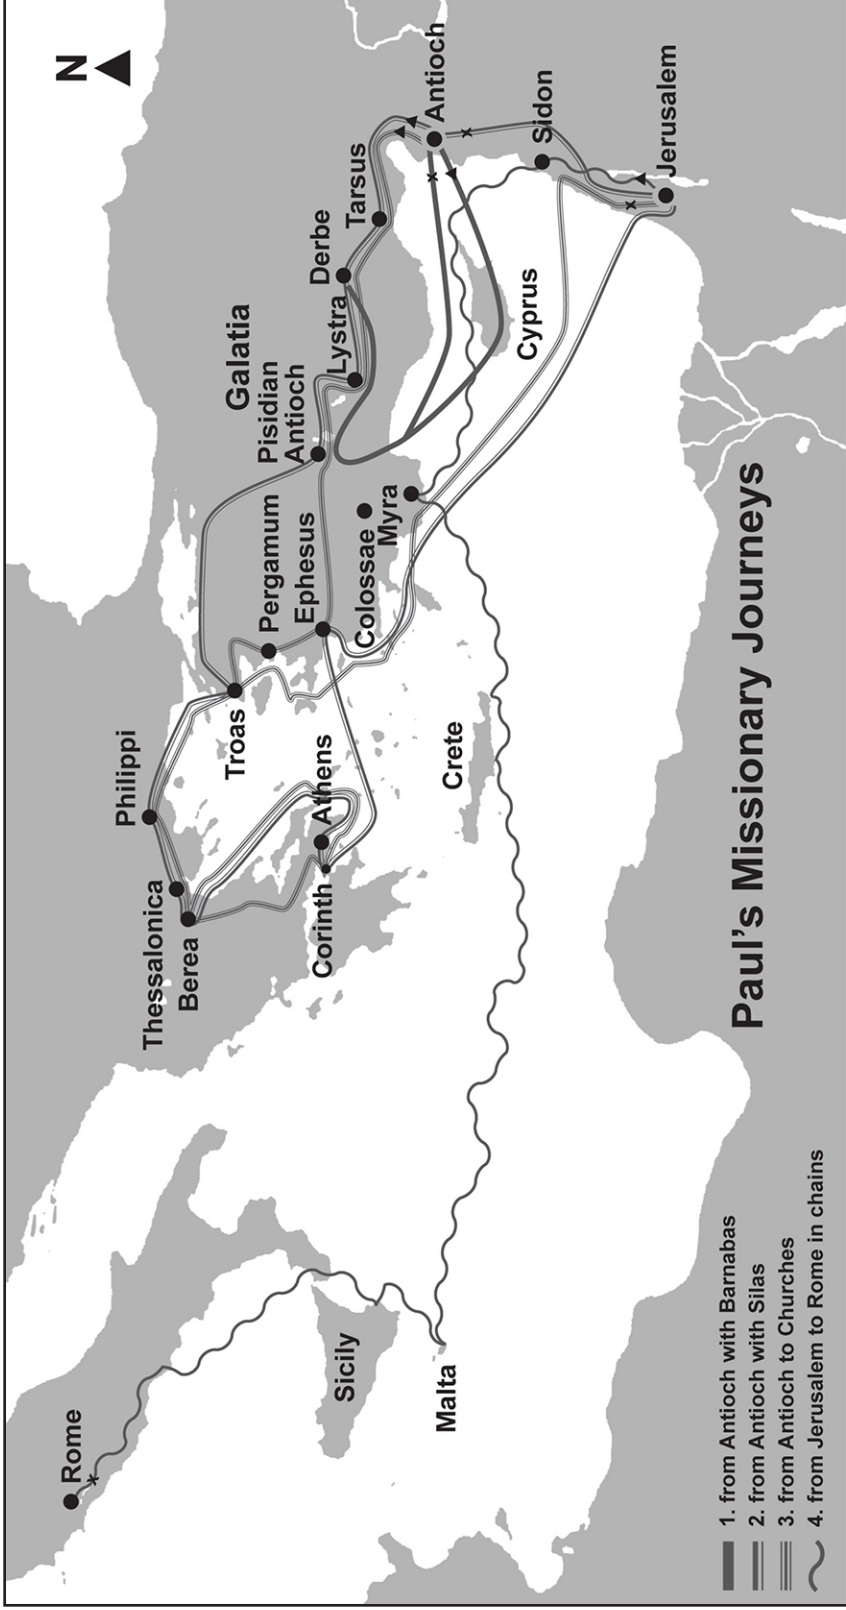 N
Rome
Thessalonica
Berea
Philippi
Troas
Pergamum
Ephesus
Pisidian
Antioch
Galatia
Lystra
Derbe
Tarsus
Antioch
Sidon
Jerusalem
Cyprus
Myra
Colossae
Athens
Corinth
Crete
Sicily
Malta
Paul's Missionary Journeys
1. from Antioch with Barnabas
2. from Antioch with Silas
3. from Antioch to Churches
4. from Jerusalem to Rome in chains